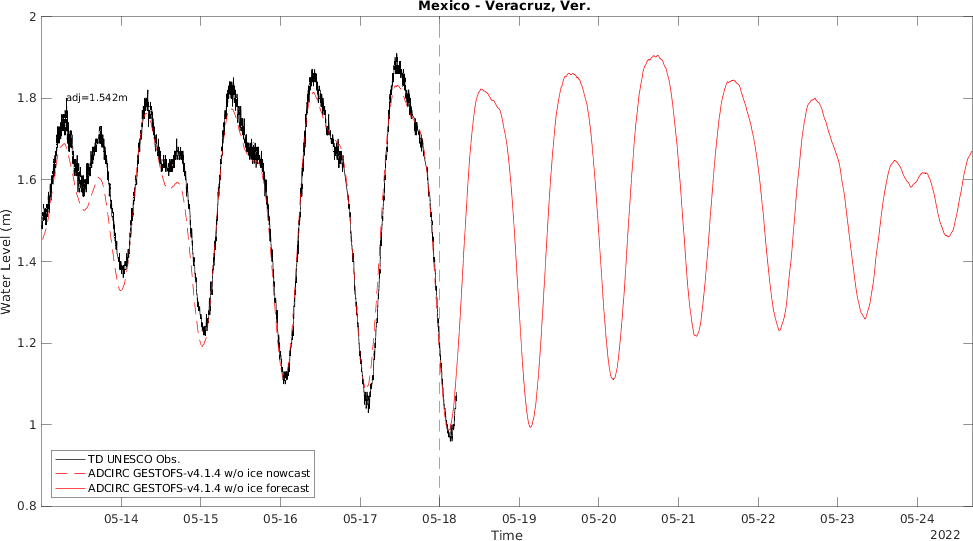 Mexico - Veracruz, Ver.
2
1.8
1.6
1.4
1.2
1
0.8
Water Level (m)
adj=1.542m
TD UNESCO Obs.
ADCIRC GESTOFS-v4.1.4 w/o ice nowcast
ADCIRC GESTOFS-v4.1.4 w/o ice forecast
05-14 05-15 05-16 05-17 05-18 05-19 05-20 05-21 05-22 05-23 05-24
Time
2022